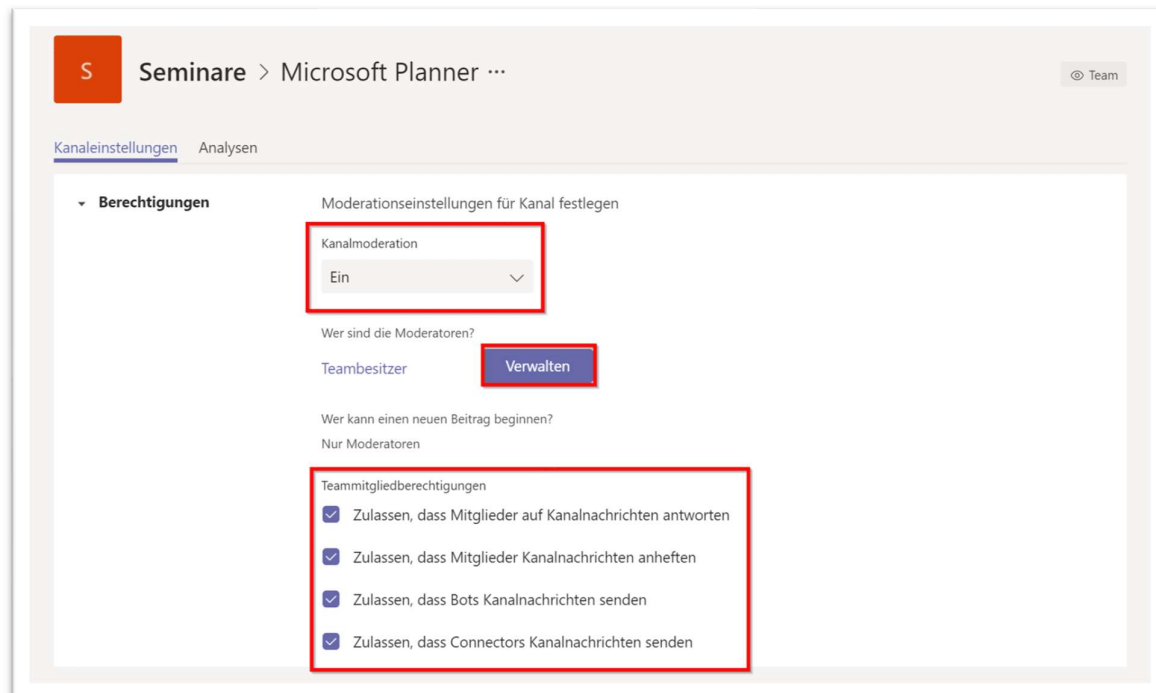 S
Seminare > Microsoft Planner ...
Team
Kanaleinstellungen Analysen
Berechtigungen
Moderationseinstellungen für Kanal festlegen
Kanalmoderation
Ein
Wer sind die Moderatoren?
Teambesitzer
Verwalten
Wer kann einen neuen Beitrag beginnen?
Nur Moderatoren
Teammitgliedberechtigungen
Zulassen, dass Mitglieder auf Kanalnachrichten antworten
Zulassen, dass Mitglieder Kanalnachrichten anheften
Zulassen, dass Bots Kanalnachrichten senden
Zulassen, dass Connectors Kanalnachrichten senden